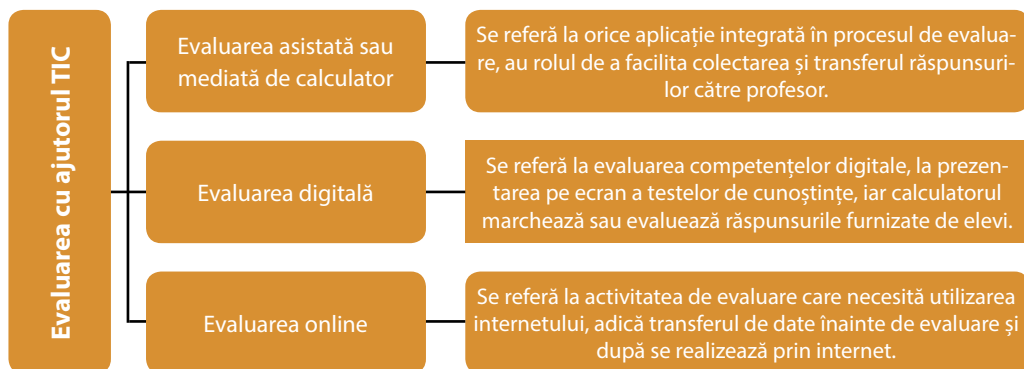 Evaluarea cu ajutorul TIC
Evaluarea asistată sau
mediată de calculator
Se referă la orice aplicație integrată în procesul de evalua-
re, au rolul de a facilita colectarea și transferul răspunsuri-
lor către profesor.
Evaluarea digitală
Se referă la evaluarea competențelor digitale, la prezen-
tarea pe ecran a testelor de cunoștințe, iar calculatorul
marchează sau evaluează răspunsurile furnizate de elevi.
Evaluarea online
Se referă la activitatea de evaluare care necesită utilizarea
internetului, adică transferul de date înainte de evaluare și
după se realizează prin internet.